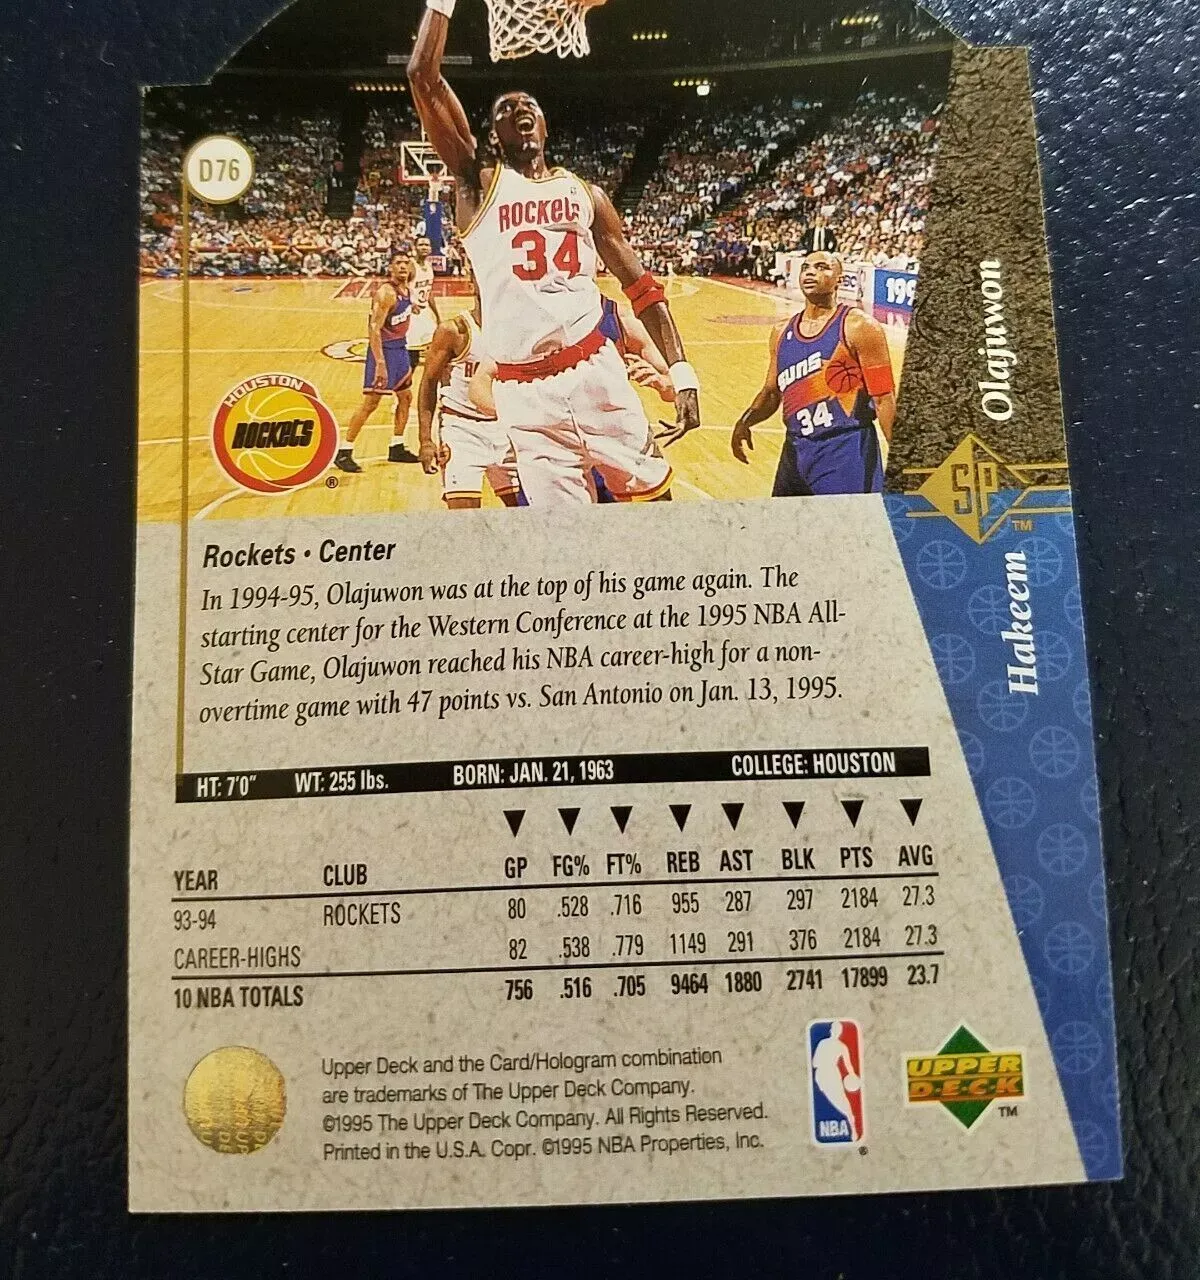 D76
ROCKETS
34
SUNS
34
199
HOUSTON
ROCKETS
®
Olajuwon
SP
TM
Hakeem
Rockets • Center
In 1994-95, Olajuwon was at the top of his game again. The
starting center for the Western Conference at the 1995 NBA All-
Star Game, Olajuwon reached his NBA career-high for a non-
overtime game with 47 points vs. San Antonio on Jan. 13, 1995.
HT: 7'0" WT: 255 lbs. BORN: JAN. 21, 1963 COLLEGE: HOUSTON
YEAR CLUB GP FG% FT% REB AST BLK PTS AVG
93-94 ROCKETS 80 .528 .716 955 287 297 2184 27.3
CAREER-HIGHS 82 .538 .779 1149 291 376 2184 27.3
10 NBA TOTALS 756 .516 .705 9464 1880 2741 17899 23.7
Upper Deck and the Card/Hologram combination
are trademarks of The Upper Deck Company.
©1995 The Upper Deck Company. All Rights Reserved.
Printed in the U.S.A. Copr. ©1995 NBA Properties, Inc.
NBA
®
UPPER
DECK
TM